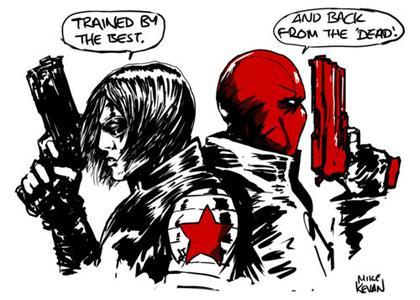 TRAINED BY
THE BEST.
AND BACK
FROM THE 'DEAD'.
MIKE
KEVAN